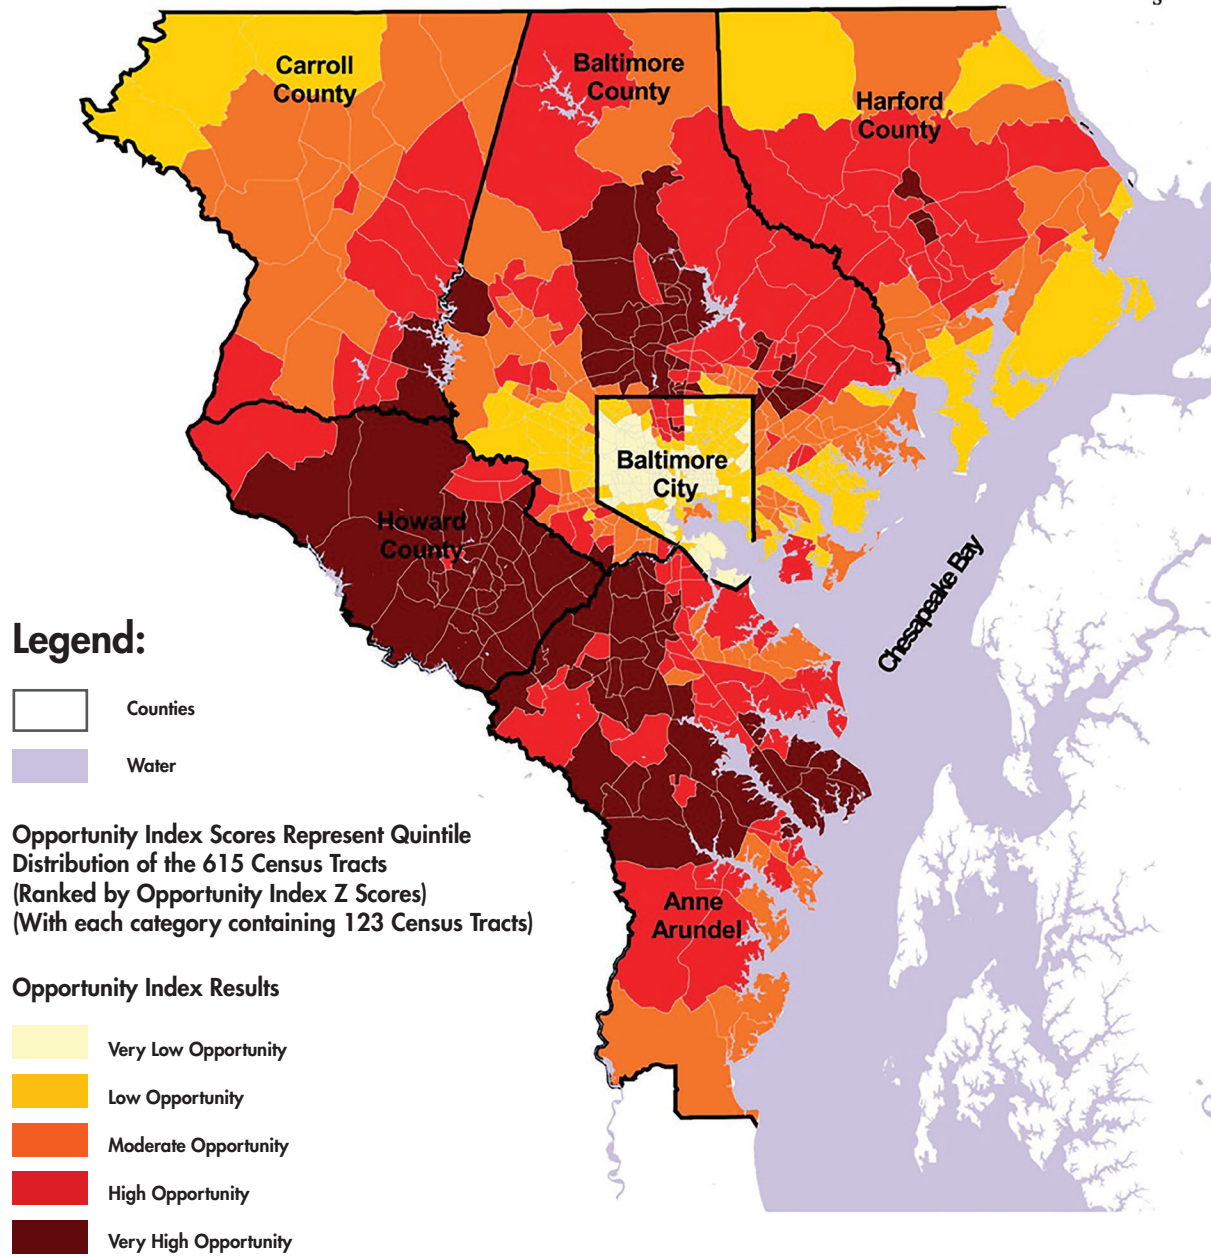 S
Carroll
County
Baltimore
County
Harford
County
Baltimore
City
Howard
County
Chesapeake Bay
Anne
Arundel
Legend:
Counties
Water
Opportunity Index Scores Represent Quintile
Distribution of the 615 Census Tracts
(Ranked by Opportunity Index Z Scores)
(With each category containing 123 Census Tracts)
Opportunity Index Results
Very Low Opportunity
Low Opportunity
Moderate Opportunity
High Opportunity
Very High Opportunity